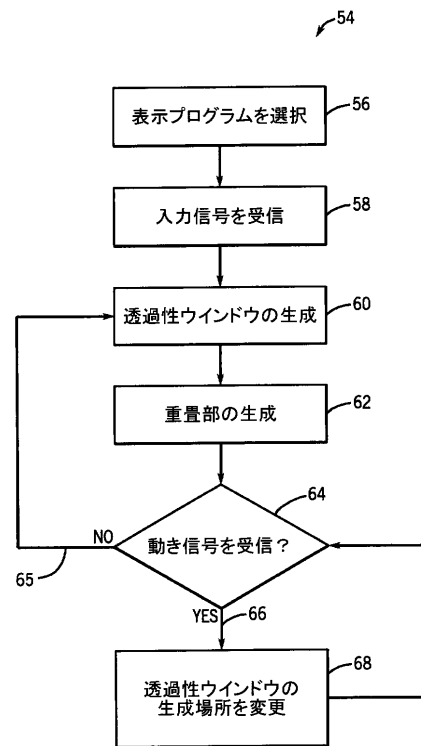 54
表示プログラムを選択
56
入力信号を受信
58
透過性ウインドウの生成
60
重畳部の生成
62
動き信号を受信?
64
NO
65
YES
66
透過性ウインドウの
生成場所を変更
68